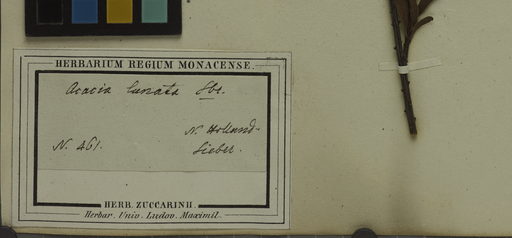 HERBARIUM REGIUM MONACENSE.
Acacia lunata Sbr.
N. Holland.
N. 461.
Sieber.
HERB. ZUCCARINII.
Herbar. Univ. Ludov. Maximil.